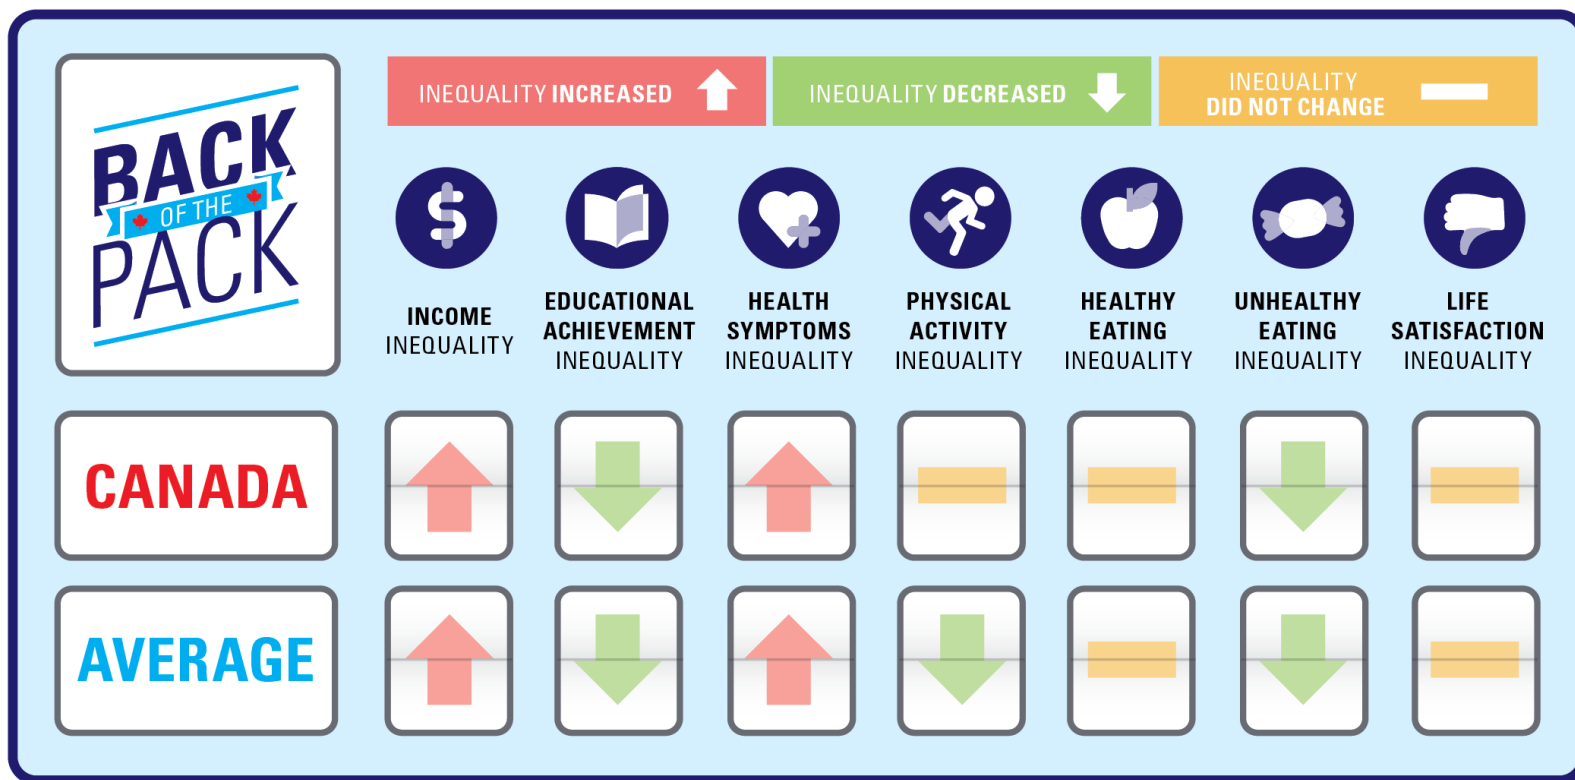 BACK
OF THE
PACK
INEQUALITY INCREASED
INEQUALITY DECREASED
INEQUALITY
DID NOT CHANGE
INCOME
INEQUALITY
EDUCATIONAL
ACHIEVEMENT
INEQUALITY
HEALTH
SYMPTOMS
INEQUALITY
PHYSICAL
ACTIVITY
INEQUALITY
HEALTHY
EATING
INEQUALITY
UNHEALTHY
EATING
INEQUALITY
LIFE
SATISFACTION
INEQUALITY
CANADA
AVERAGE